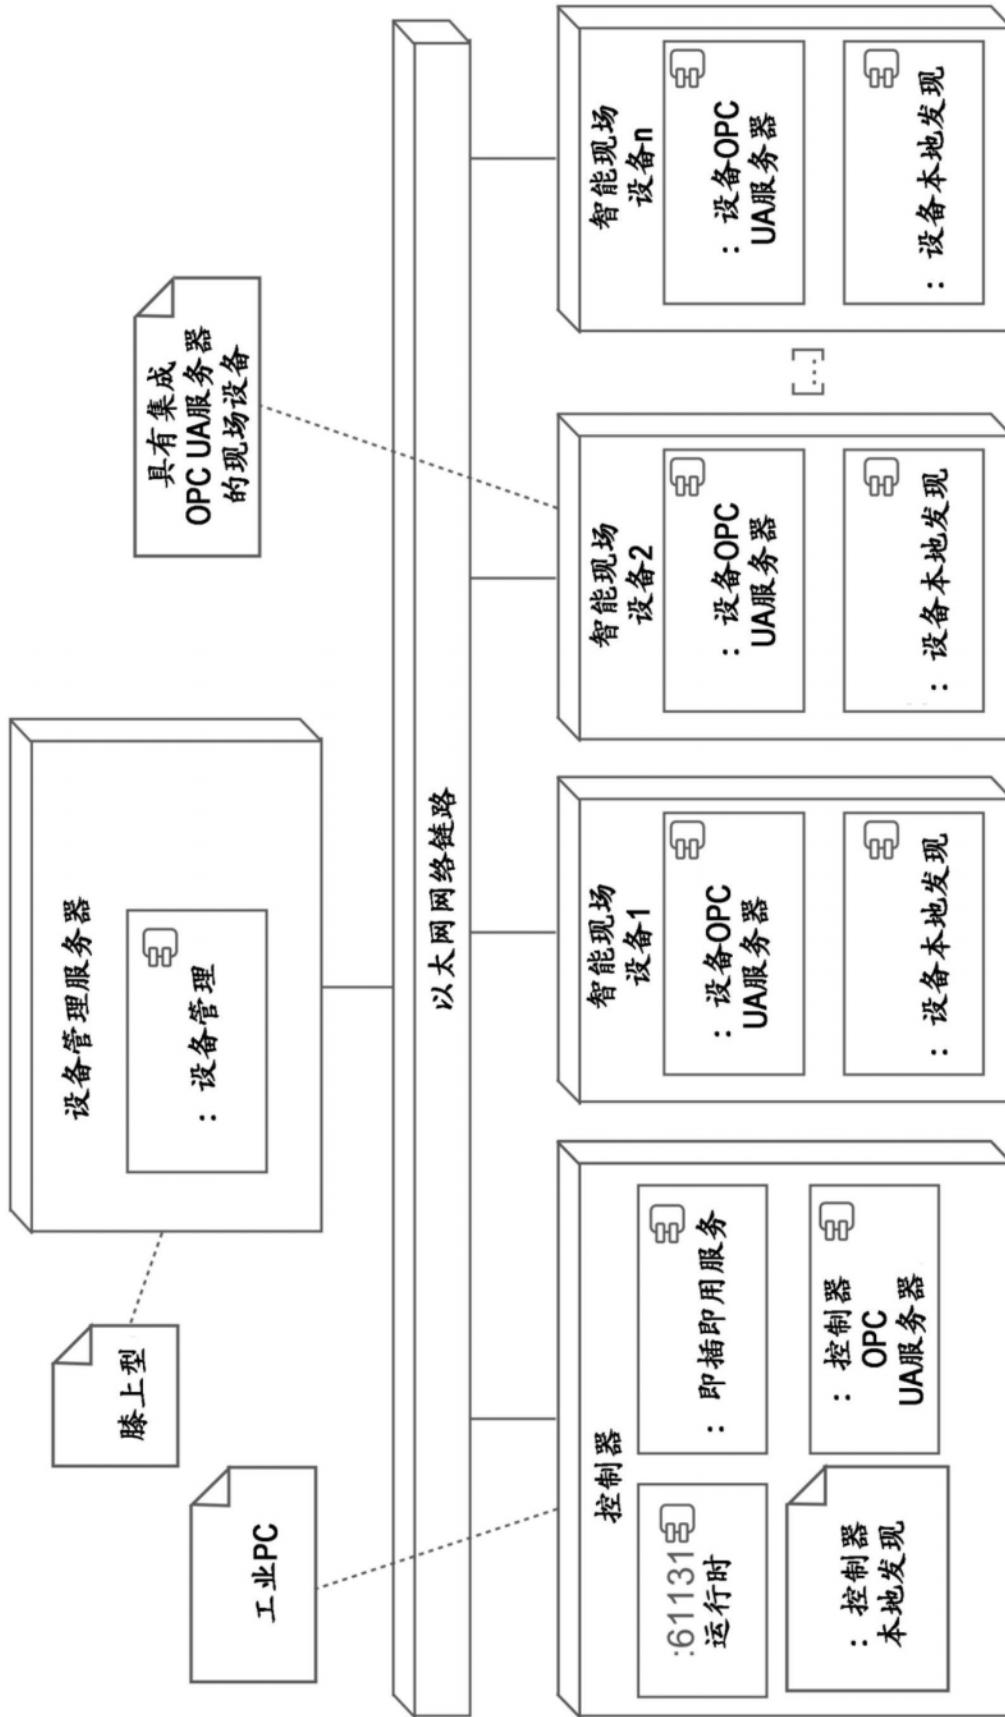 工业PC
膝上型
设备管理服务器
: 设备管理
具有集成
OPC UA服务器
的现场设备
以太网网络链路
控制器
:61131
运行时
: 即插即用服务
: 控制器
本地发现
: 控制器
OPC
UA服务器
智能现场
设备1
: 设备OPC
UA服务器
: 设备本地发现
智能现场
设备2
: 设备OPC
UA服务器
: 设备本地发现
[...]
智能现场
设备n
: 设备OPC
UA服务器
: 设备本地发现